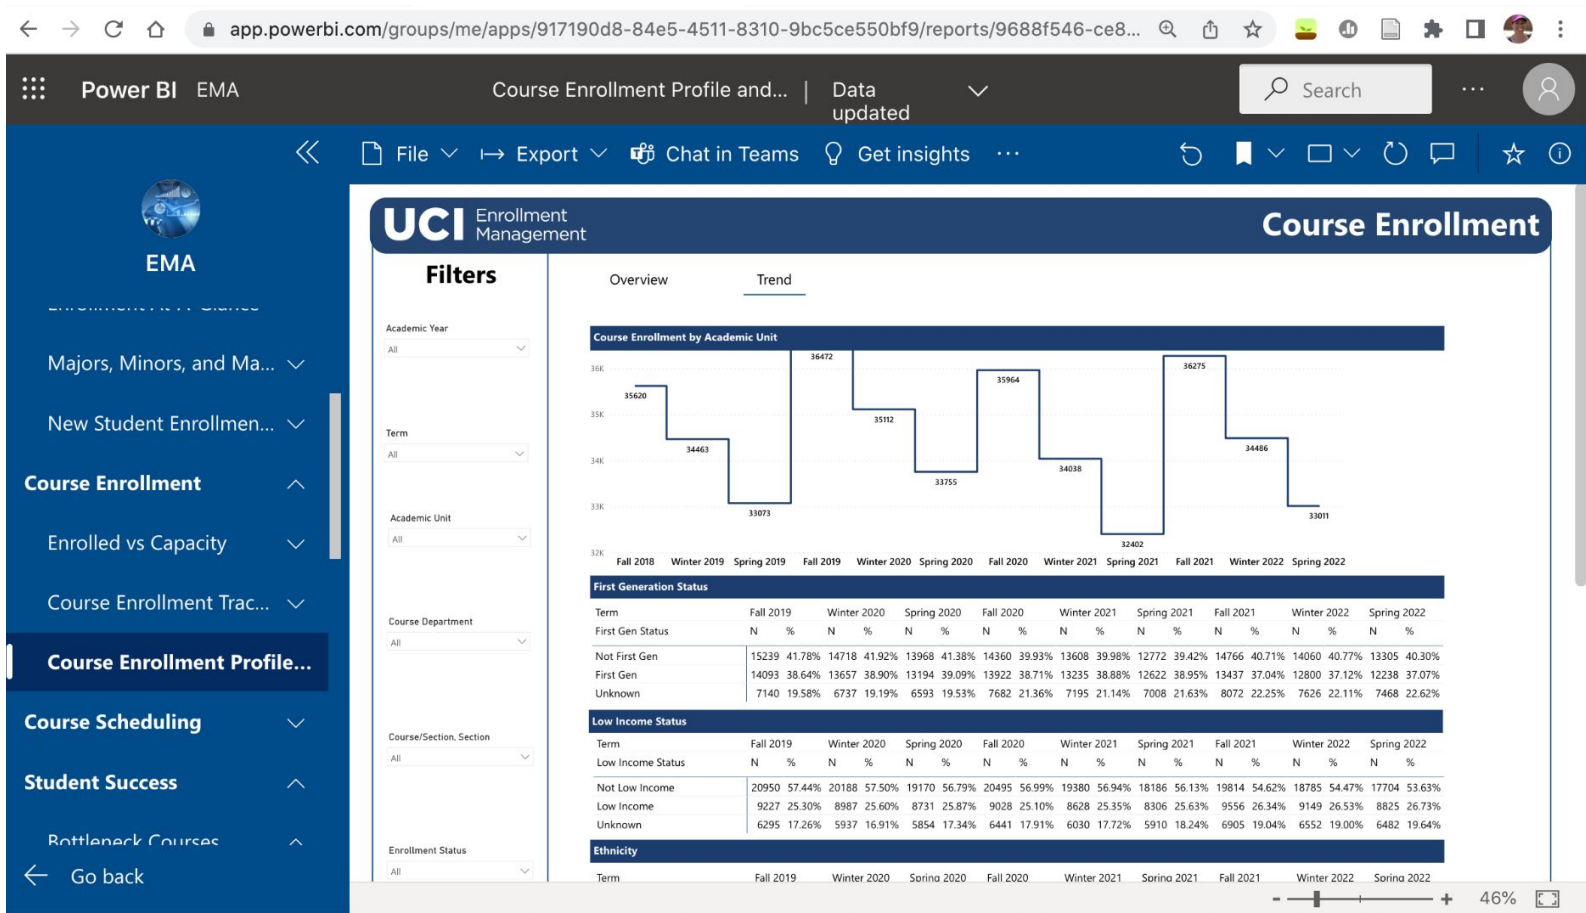 app.powerbi.com/groups/me/apps/917190d8-84e5-4511-8310-9bc5ce550bf9/reports/9688f546-ce8...
Power BI EMA
Course Enrollment Profile and... | Data updated
Search
File Export Chat in Teams Get insights ...
EMA
Enrollment At-A-Glance
Majors, Minors, and Ma...
New Student Enrollmen...
Course Enrollment
Enrolled vs Capacity
Course Enrollment Trac...
Course Enrollment Profile...
Course Scheduling
Student Success
Bottleneck Courses
Go back
UCI Enrollment Management
Course Enrollment
Filters
Academic Year
All
Term
All
Academic Unit
All
Course Department
All
Course/Section, Section
All
Enrollment Status
All
Overview Trend
Course Enrollment by Academic Unit
36K
35K
34K
33K
32K
35620
34463
33073
36472
35112
33755
35964
34038
32402
36275
34486
33011
Fall 2018 Winter 2019 Spring 2019 Fall 2019 Winter 2020 Spring 2020 Fall 2020 Winter 2021 Spring 2021 Fall 2021 Winter 2022 Spring 2022
First Generation Status
Term Fall 2019 Winter 2020 Spring 2020 Fall 2020 Winter 2021 Spring 2021 Fall 2021 Winter 2022 Spring 2022
First Gen Status N % N % N % N % N % N % N % N % N %
Not First Gen 15239 41.78% 14718 41.92% 13968 41.38% 14360 39.93% 13608 39.98% 12772 39.42% 14766 40.71% 14060 40.77% 13305 40.30%
First Gen 14093 38.64% 13657 38.90% 13194 39.09% 13922 38.71% 13235 38.88% 12622 38.95% 13437 37.04% 12800 37.12% 12238 37.07%
Unknown 7140 19.58% 6737 19.19% 6593 19.53% 7682 21.36% 7195 21.14% 7008 21.63% 8072 22.25% 7626 22.11% 7468 22.62%
Low Income Status
Term Fall 2019 Winter 2020 Spring 2020 Fall 2020 Winter 2021 Spring 2021 Fall 2021 Winter 2022 Spring 2022
Low Income Status N % N % N % N % N % N % N % N % N %
Not Low Income 20950 57.44% 20188 57.50% 19170 56.79% 20495 56.99% 19380 56.94% 18186 56.13% 19814 54.62% 18785 54.47% 17704 53.63%
Low Income 9227 25.30% 8987 25.60% 8731 25.87% 9028 25.10% 8628 25.35% 8306 25.63% 9556 26.34% 9149 26.53% 8825 26.73%
Unknown 6295 17.26% 5937 16.91% 5854 17.34% 6441 17.91% 6030 17.72% 5910 18.24% 6905 19.04% 6552 19.00% 6482 19.64%
Ethnicity
Term Fall 2019 Winter 2020 Spring 2020 Fall 2020 Winter 2021 Spring 2021 Fall 2021 Winter 2022 Spring 2022
- + 46%